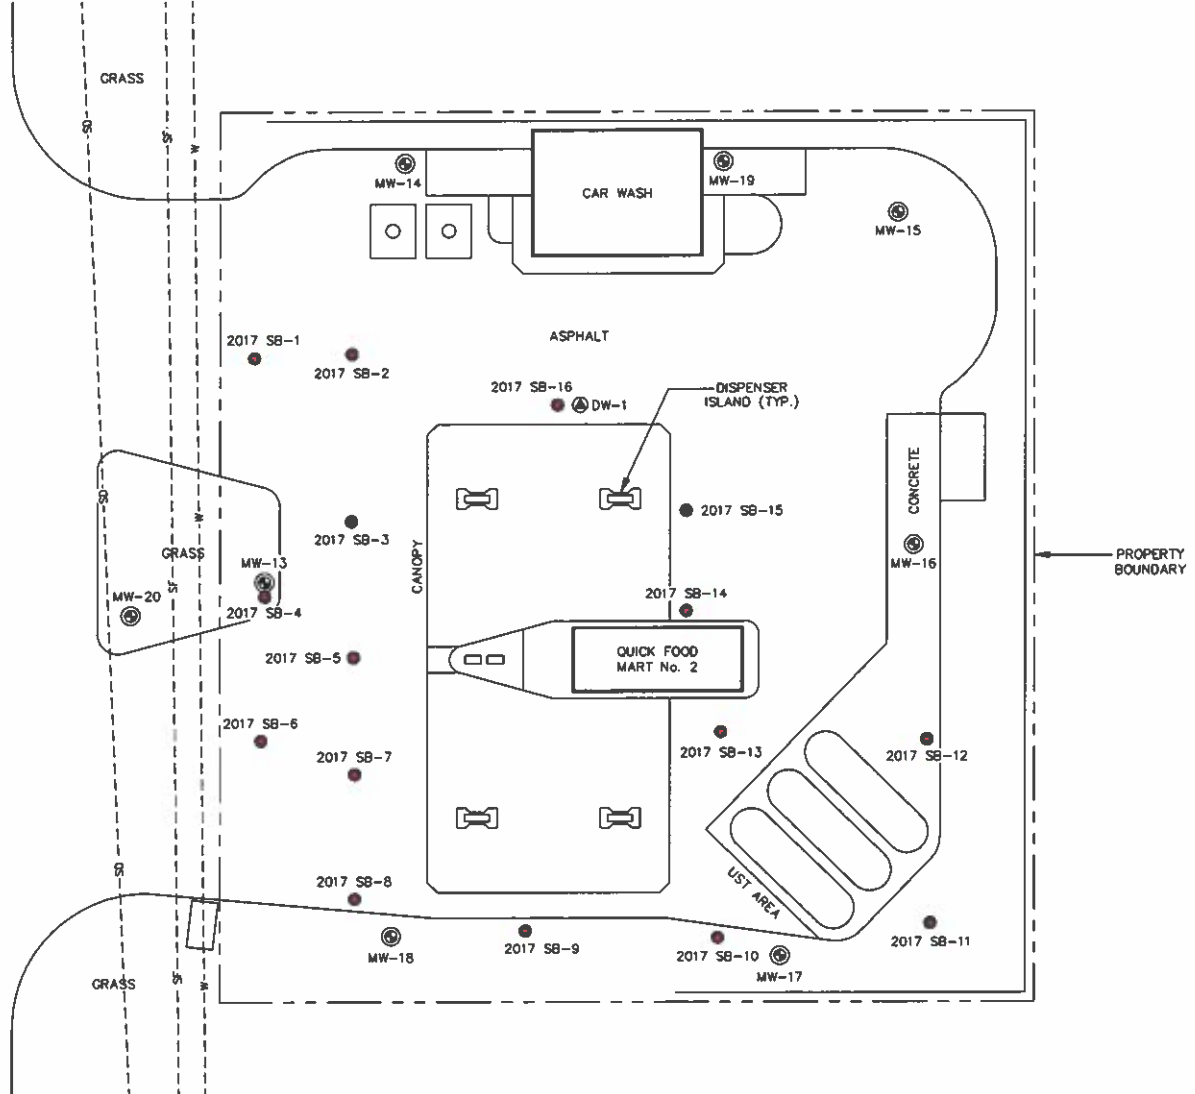 GRASS
SD
SF
W
MW-14
CAR WASH
MW-19
MW-15
2017 SB-1
2017 SB-2
ASPHALT
2017 SB-16
DW-1
DISPENSER
ISLAND (TYP.)
CONCRETE
SD
W
2017 SB-3
2017 SB-15
CANOPY
GRASS
MW-13
MW-16
PROPERTY
BOUNDARY
SF
MW-20
2017 SB-4
2017 SB-14
2017 SB-5
QUICK FOOD
MART No. 2
2017 SB-6
2017 SB-7
2017 SB-13
2017 SB-12
SD
2017 SB-8
UST AREA
MW-18
2017 SB-9
2017 SB-10
2017 SB-11
MW-17
GRASS
SF
W